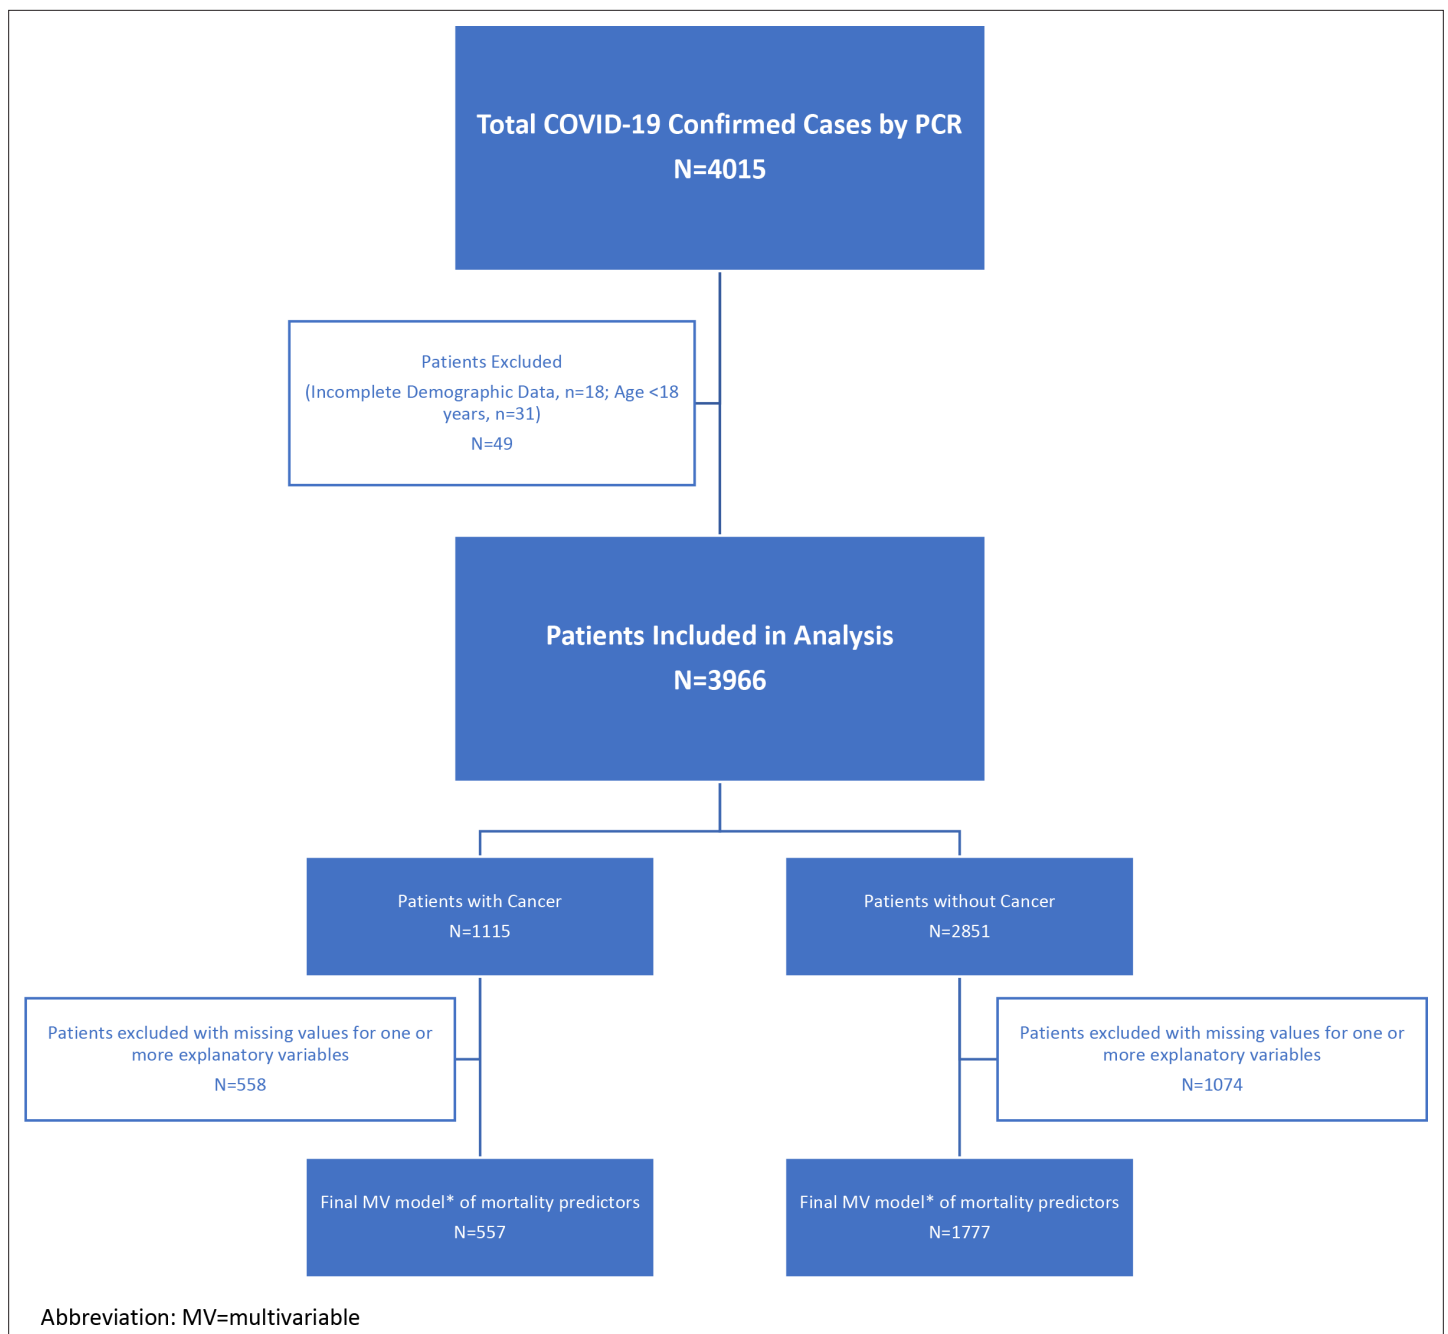 Total COVID-19 Confirmed Cases by PCR
N=4015
Patients Excluded
(Incomplete Demographic Data, n=18; Age <18
years, n=31)
N=49
Patients Included in Analysis
N=3966
Patients with Cancer
N=1115
Patients without Cancer
N=2851
Patients excluded with missing values for one or
more explanatory variables
N=558
Patients excluded with missing values for one or
more explanatory variables
N=1074
Final MV model* of mortality predictors
N=557
Final MV model* of mortality predictors
N=1777
Abbreviation: MV=multivariable